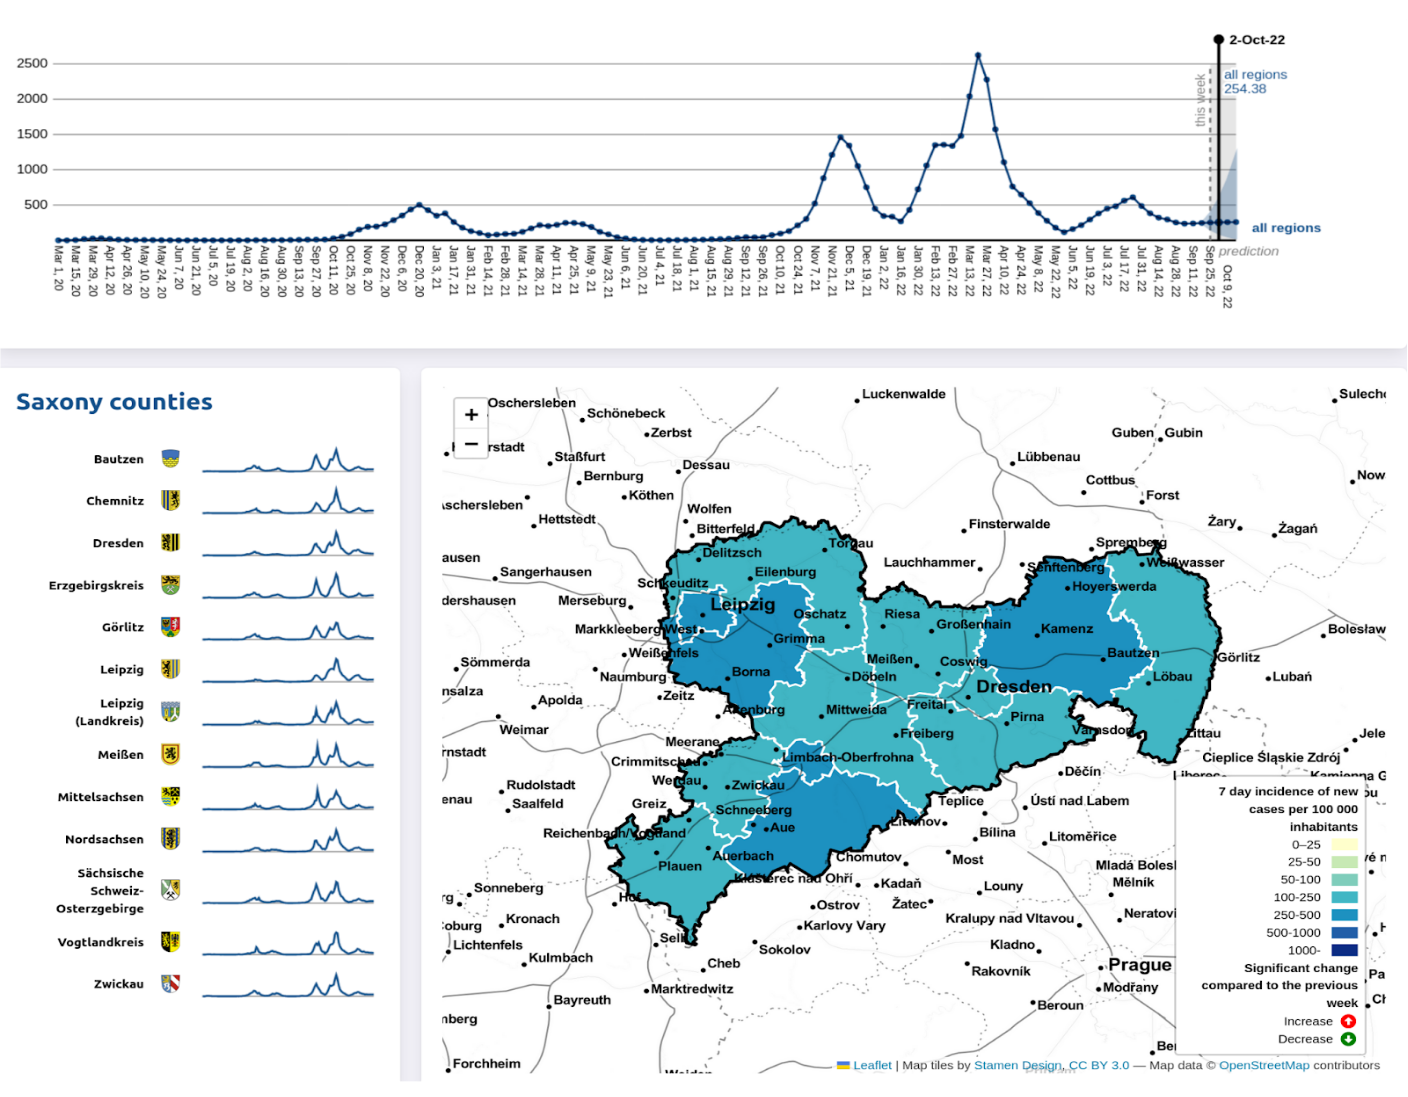 2-Oct-22
all regions
254.38
this week
2500
2000
1500
1000
500
all regions
prediction
Mar 1, 20
Mar 15, 20
Mar 29, 20
Apr 12, 20
Apr 26, 20
May 10, 20
May 24, 20
Jun 7, 20
Jun 21, 20
Jul 5, 20
Jul 19, 20
Aug 2, 20
Aug 16, 20
Aug 30, 20
Sep 13, 20
Sep 27, 20
Oct 11, 20
Oct 25, 20
Nov 8, 20
Nov 22, 20
Dec 6, 20
Dec 20, 20
Jan 3, 21
Jan 17, 21
Jan 31, 21
Feb 14, 21
Feb 28, 21
Mar 14, 21
Mar 28, 21
Apr 11, 21
Apr 25, 21
May 9, 21
May 23, 21
Jun 6, 21
Jun 20, 21
Jul 4, 21
Jul 18, 21
Aug 1, 21
Aug 15, 21
Aug 29, 21
Sep 12, 21
Sep 26, 21
Oct 10, 21
Oct 24, 21
Nov 7, 21
Nov 21, 21
Dec 5, 21
Dec 19, 21
Jan 2, 22
Jan 16, 22
Jan 30, 22
Feb 13, 22
Feb 27, 22
Mar 13, 22
Mar 27, 22
Apr 10, 22
Apr 24, 22
May 8, 22
May 22, 22
Jun 5, 22
Jun 19, 22
Jul 3, 22
Jul 17, 22
Jul 31, 22
Aug 14, 22
Aug 28, 22
Sep 11, 22
Sep 25, 22
Oct 9, 22
Saxony counties
Bautzen
Chemnitz
Dresden
Erzgebirgskreis
Görlitz
Leipzig
Leipzig
(Landkreis)
Meißen
Mittelsachsen
Nordsachsen
Sächsische
Schweiz-
Osterzgebirge
Vogtlandkreis
Zwickau
+
−
Luckenwalde
Sulech
Oschersleben
Schönebeck
Zerbst
Guben
Gubin
rstadt
Staßfurt
Dessau
Lübbenau
Bernburg
Cottbus
Now
Köthen
Forst
schersleben
Wolfen
Hettstedt
Bitterfeld
Finsterwalde
Żary
Żagań
Spremberg
ausen
Delitzsch
Torgau
Lauchhammer
Senftenberg
Weißwasser
Sangerhausen
Eilenburg
Schkeuditz
Hoyerswerda
dershausen
Merseburg
Leipzig
Oschatz
Riesa
Großenhain
Markkleeberg West
Grimma
Kamenz
Bolesław
Weißenfels
Meißen
Coswig
Bautzen
Görlitz
Sömmerda
Naumburg
Borna
Döbeln
Dresden
Löbau
Lubań
nsalza
Zeitz
Apolda
Altenburg
Mittweida
Freital
Pirna
Weimar
Freiberg
Varnsdorf
Zittau
Jele
rnstadt
Meerane
Limbach-Oberfrohna
Cieplice Śląskie Zdrój
Crimmitschau
Děčín
Liberec
Kamienna G
Rudolstadt
Werdau
Zwickau
enau
Saalfeld
Greiz
Schneeberg
Teplice
Ústí nad Labem
Reichenbach/Vogtland
Aue
Litvínov
Bílina
Litoměřice
Auerbach
Chomutov
Most
Mladá Bolesl
Plauen
Klášterec nad Ohří
Kadaň
Louny
Mělník
Sonneberg
Hof
Ostrov
Žatec
Neratovi
oburg
Kronach
Karlovy Vary
Kralupy nad Vltavou
Lichtenfels
Selb
Sokolov
Kladno
Kulmbach
Cheb
Rakovník
Prague
Marktredwitz
Modřany
Bayreuth
Beroun
nberg
Forchheim
7 day incidence of new
cases per 100 000
inhabitants
0–25
25-50
50-100
100-250
250-500
500-1000
1000-
Significant change
compared to the previous
week
Increase
Decrease
Leaflet | Map tiles by Stamen Design, CC BY 3.0 — Map data © OpenStreetMap contributors